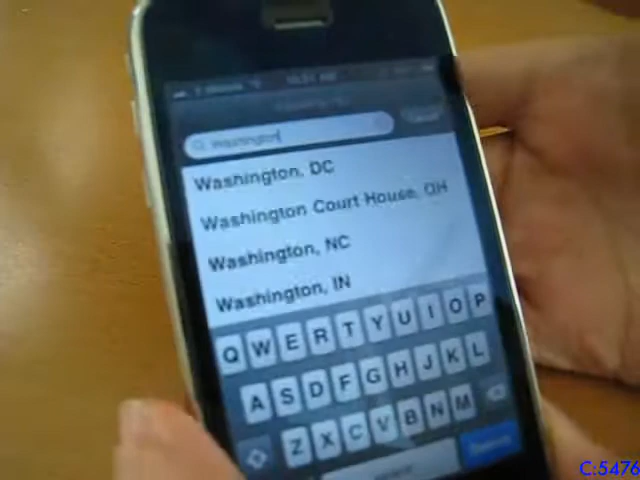 Washington
Washington, DC
Washington Court House, OH
Washington, NC
Washington, IN
Q W E R T Y U I O P
A S D F G H J K L
Z X C V B N M
C:5476